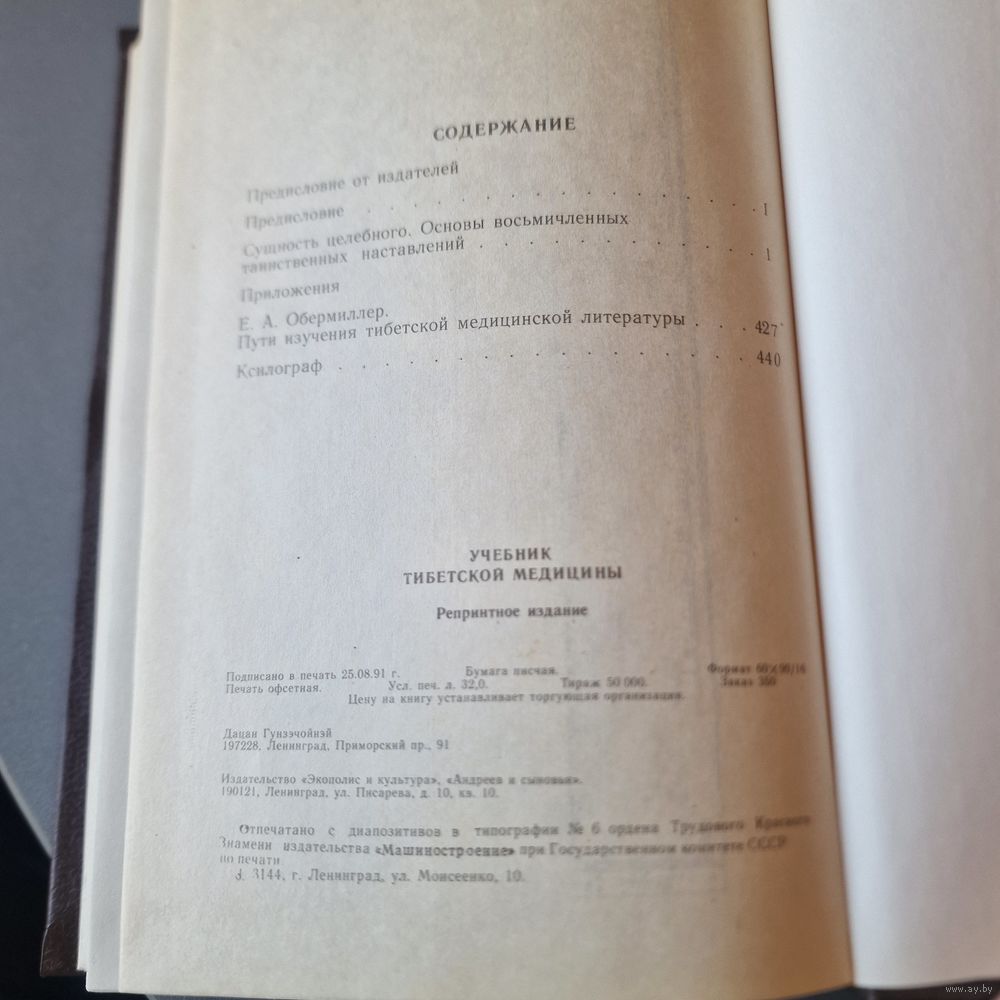 СОДЕРЖАНИЕ
Предисловие от издателей
Предисловие . . . . . . . . . . . . . . . . I
Сущность целебного. Основы восьмичленных
таинственных наставлений . . . . . . . . . . . . 1
Приложения
Е. А. Обермиллер.
Пути изучения тибетской медицинской литературы . . . 427
Ксилограф . . . . . . . . . . . . . . . . . . 440
УЧЕБНИК
ТИБЕТСКОЙ МЕДИЦИНЫ
Репринтное издание
Подписано в печать 25.08.91 г. Бумага писчая. Формат 60×90/16
Печать офсетная. Усл. печ. л. 32,0. Тираж 50 000. Заказ 350
Цену на книгу устанавливает торгующая организация.
Дацан Гунзэчойнэй
197228, Ленинград, Приморский пр., 91
Издательство «Экополис и культура», «Андреев и сыновья».
190121, Ленинград, ул. Писарева, д. 10, кв. 10.
Отпечатано с диапозитивов в типографии № 6 ордена Трудового Красного
Знамени издательства «Машиностроение» при Государственном комитете СССР
по печати
3144, г. Ленинград, ул. Моисеенко, 10.
www.ay.by